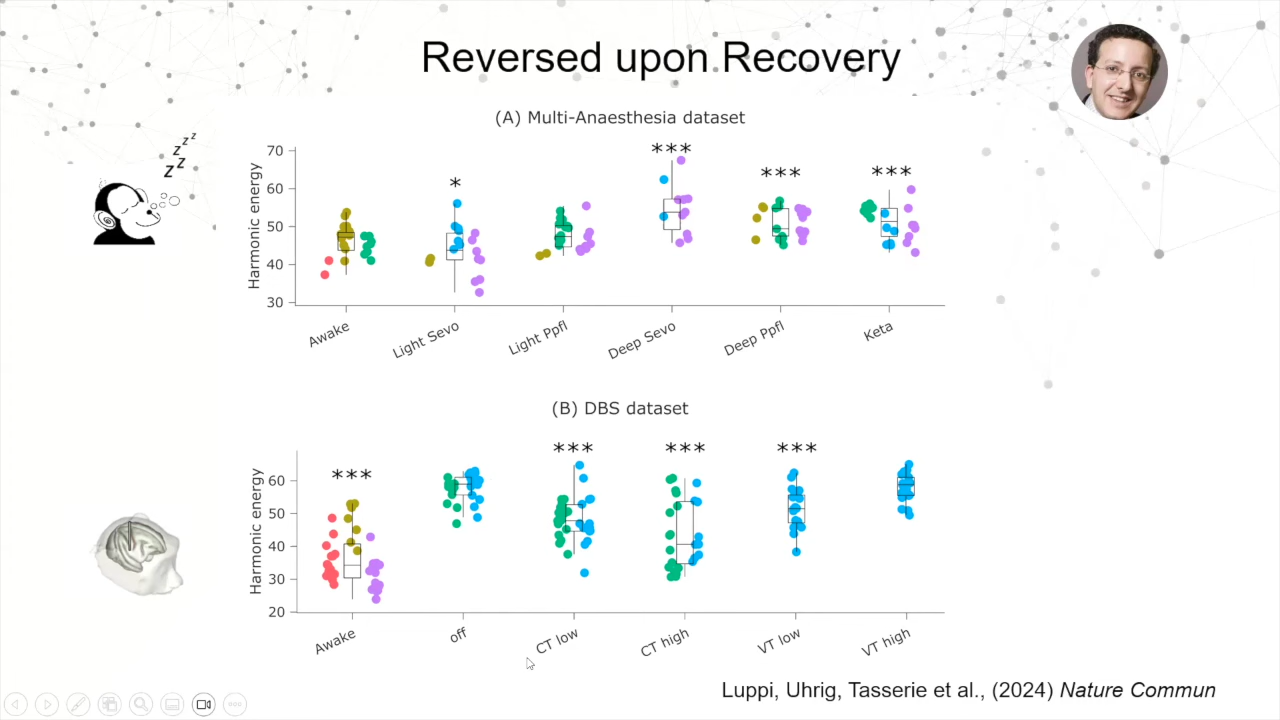 Reversed upon Recovery
(A) Multi-Anaesthesia dataset
z z z
z z
Harmonic energy
70
60
50
40
30
* *** *** ***
Awake Light Sevo Light Ppfl Deep Sevo Deep Ppfl Keta
(B) DBS dataset
Harmonic energy
60
50
40
30
20
*** *** *** ***
Awake off CT low CT high VT low VT high
Luppi, Uhrig, Tasserie et al., (2024) Nature Commun